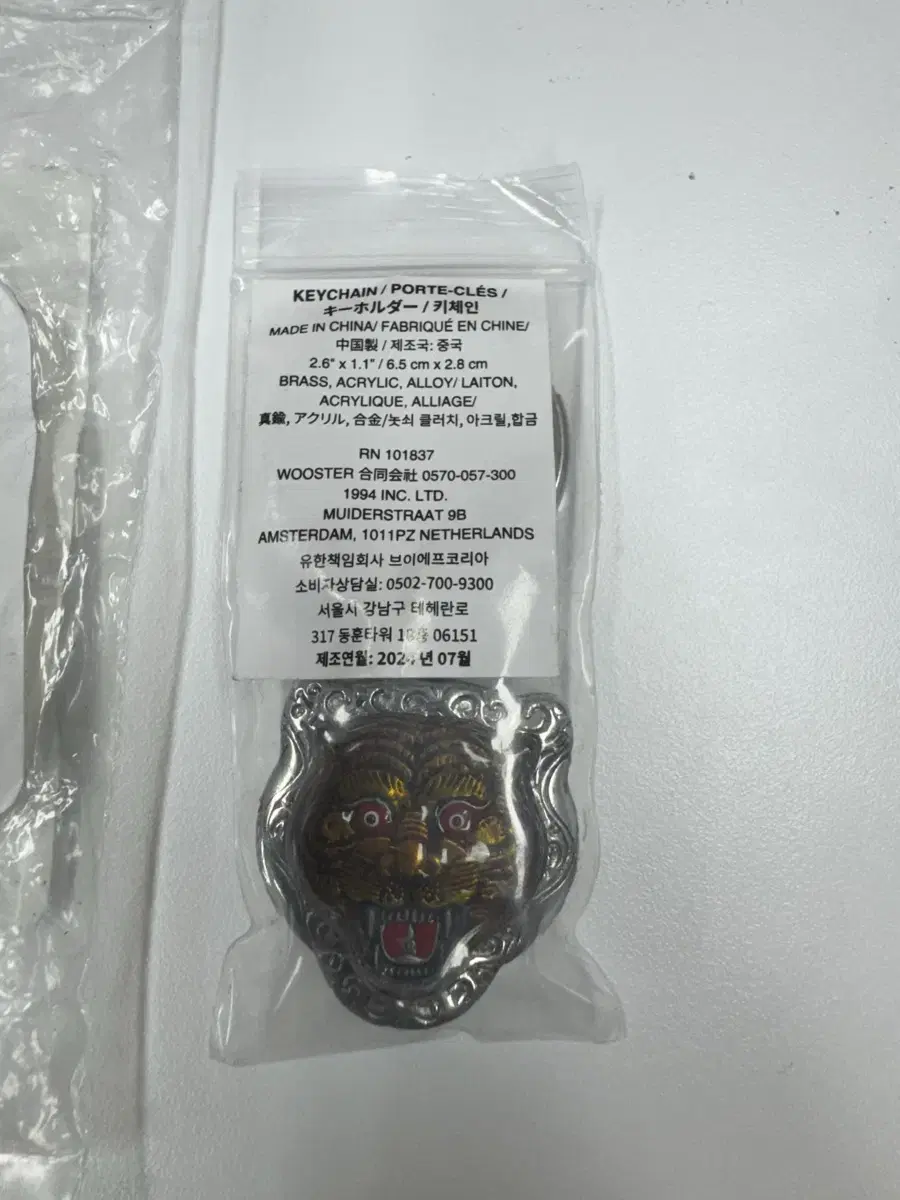 KEYCHAIN / PORTE-CLÉS /
キーホルダー / 키체인
MADE IN CHINA/ FABRIQUÉ EN CHINE/
中国製 / 제조국: 중국
2.6" x 1.1" / 6.5 cm x 2.8 cm
BRASS, ACRYLIC, ALLOY/ LAITON,
ACRYLIQUE, ALLIAGE/
真鍮, アクリル, 合金/놋쇠 클러치, 아크릴,합금
RN 101837
WOOSTER 合同会社 0570-057-300
1994 INC. LTD.
MUIDERSTRAAT 9B
AMSTERDAM, 1011PZ NETHERLANDS
유한책임회사 브이에프코리아
소비자상담실: 0502-700-9300
서울시 강남구 테헤란로
317 동훈타워 06151
제조연월: 2024년 07월